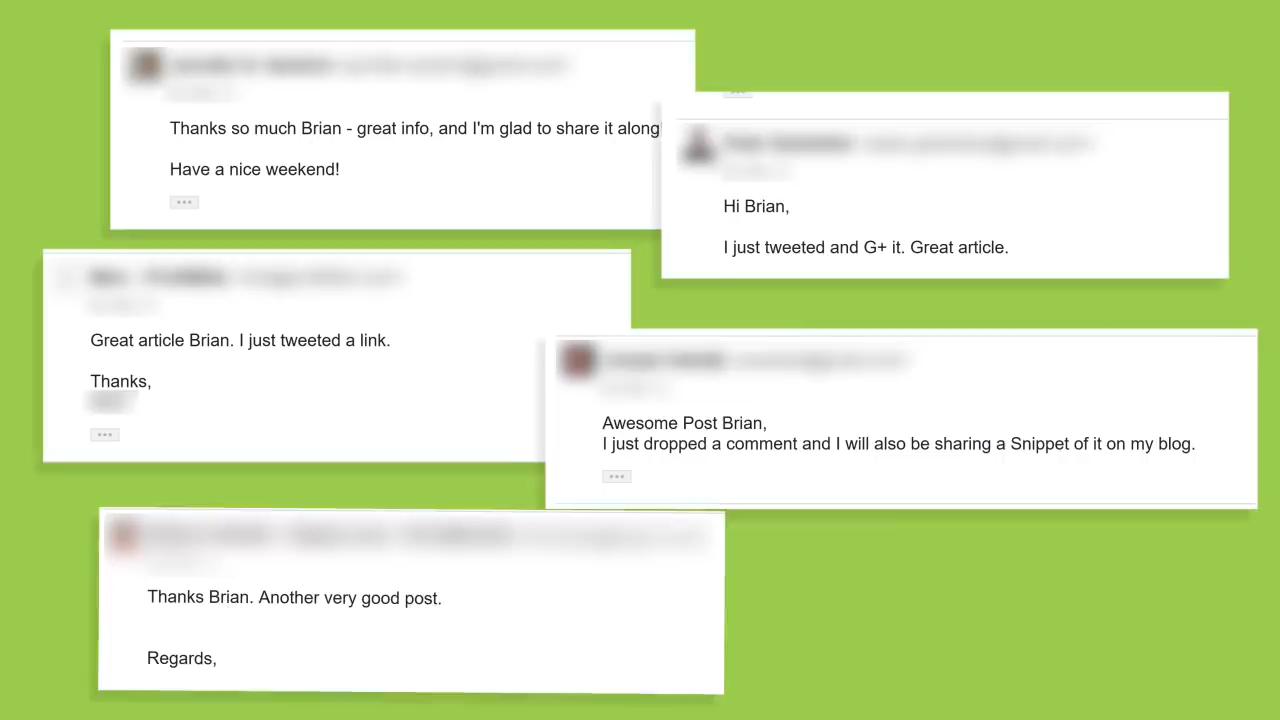 Thanks so much Brian - great info, and I'm glad to share it along!
Have a nice weekend!
Hi Brian,
I just tweeted and G+ it. Great article.
Great article Brian. I just tweeted a link.
Thanks,
Awesome Post Brian,
I just dropped a comment and I will also be sharing a Snippet of it on my blog.
Thanks Brian. Another very good post.
Regards,